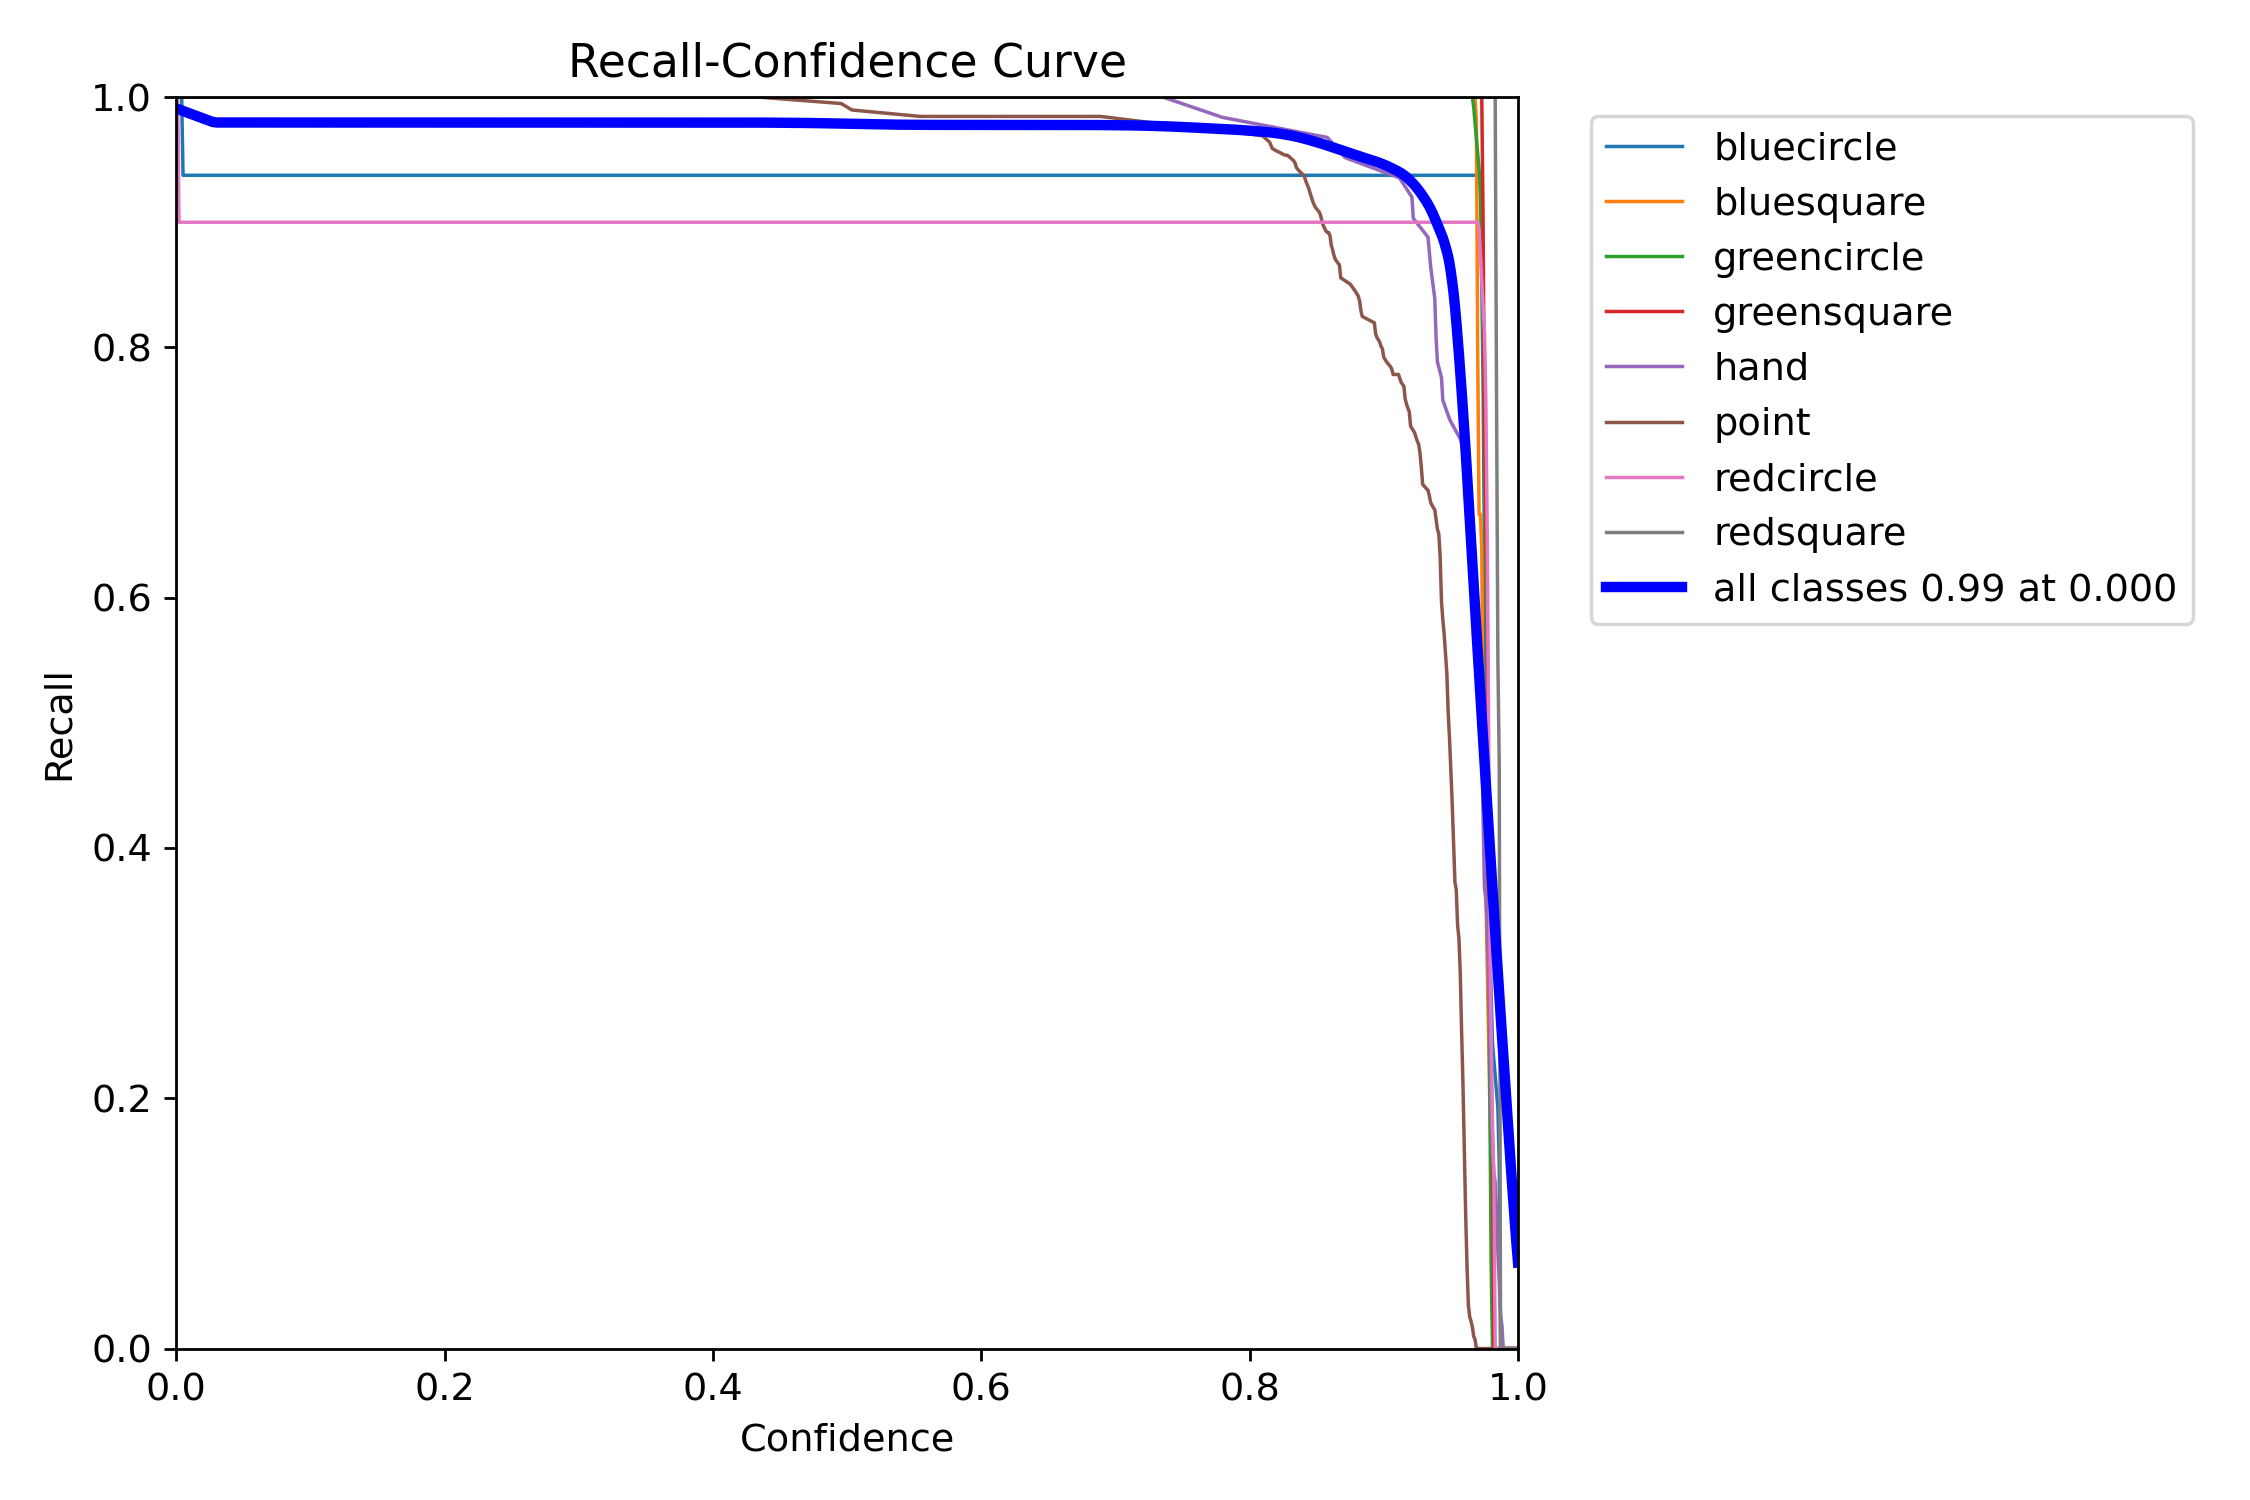 Recall-Confidence Curve
1.0
0.8
0.6
0.4
0.2
0.0
Recall
0.0 0.2 0.4 0.6 0.8 1.0
Confidence
bluecircle
bluesquare
greencircle
greensquare
hand
point
redcircle
redsquare
all classes 0.99 at 0.000